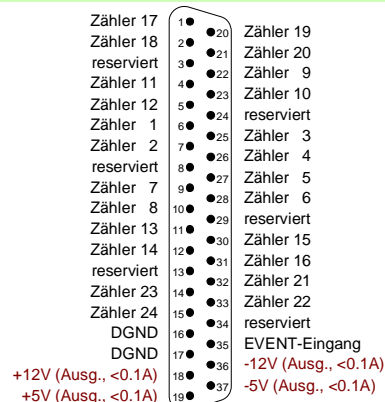 Zähler 17 1
Zähler 18 2
reserviert 3
Zähler 11 4
Zähler 12 5
Zähler 1 6
Zähler 2 7
reserviert 8
Zähler 7 9
Zähler 8 10
Zähler 13 11
Zähler 14 12
reserviert 13
Zähler 23 14
Zähler 24 15
DGND 16
DGND 17
+12V (Ausg., <0.1A) 18
+5V (Ausg., <0.1A) 19
20 Zähler 19
21 Zähler 20
22 Zähler 9
23 Zähler 10
24 reserviert
25 Zähler 3
26 Zähler 4
27 Zähler 5
28 Zähler 6
29 reserviert
30 Zähler 15
31 Zähler 16
32 Zähler 21
33 Zähler 22
34 reserviert
35 EVENT-Eingang
36 -12V (Ausg., <0.1A)
37 -5V (Ausg., <0.1A)